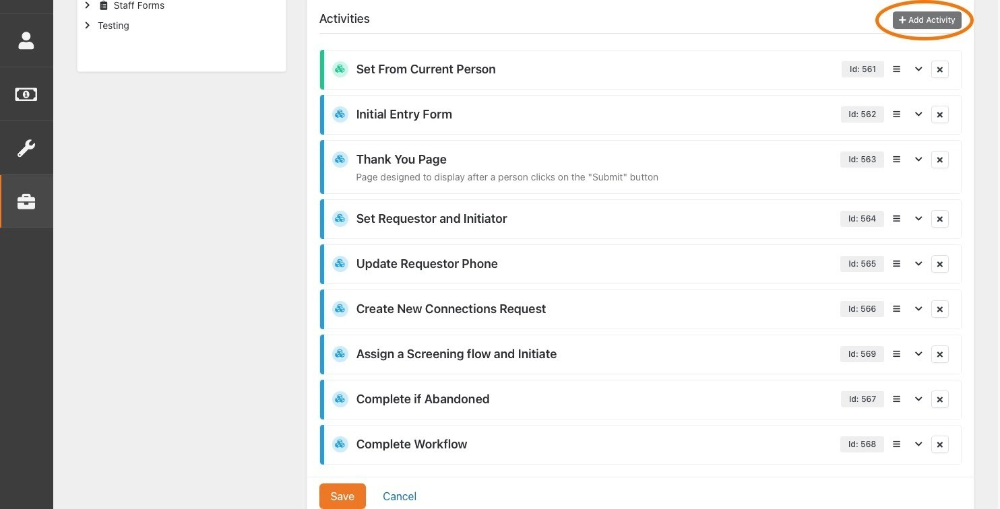 Staff Forms
Testing
Activities
+ Add Activity
Set From Current Person Id: 561
Initial Entry Form Id: 562
Thank You Page Id: 563
Page designed to display after a person clicks on the "Submit" button
Set Requestor and Initiator Id: 564
Update Requestor Phone Id: 565
Create New Connections Request Id: 566
Assign a Screening flow and Initiate Id: 569
Complete if Abandoned Id: 567
Complete Workflow Id: 568
Save Cancel